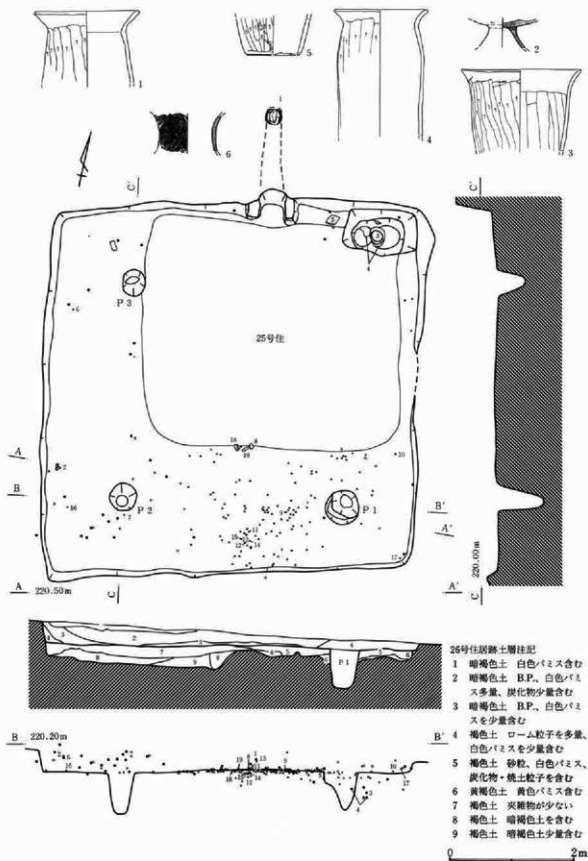 1
5
4
2
3
6
1
C'
C'
P 3
25号住
A
B
P 2
P 1
B'
A'
A 220.50m
C
A'
C 220.00m
26号住居跡土層注記
1 暗褐色土 白色パミス含む
2 暗褐色土 B.P.、白色パミ
ス多量、炭化物少量含む
3 暗褐色土 B.P.、白色パミ
スを少量含む
4 褐色土 ローム粒子を多量、
白色パミスを少量含む
5 褐色土 砂粒、白色パミス、
炭化物・焼土粒子を含む
6 黄褐色土 黄色パミス含む
7 褐色土 夾雑物が少ない
8 褐色土 暗褐色土を含む
9 褐色土 暗褐色土少量含む
P.1
B 220.20m
B'
0 2m